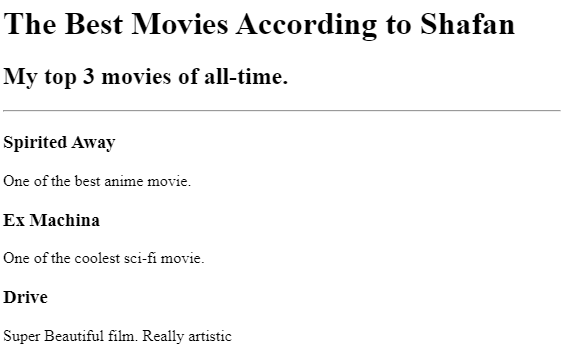 The Best Movies According to Shafan
My top 3 movies of all-time.
Spirited Away
One of the best anime movie.
Ex Machina
One of the coolest sci-fi movie.
Drive
Super Beautiful film. Really artistic